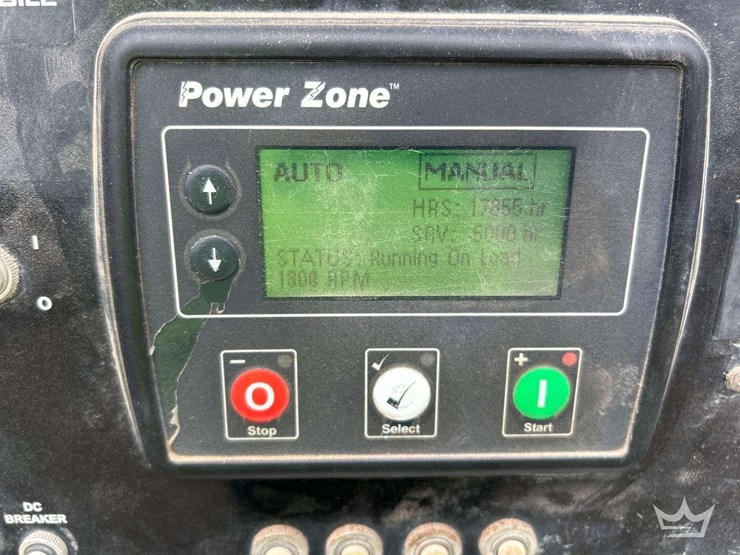 Power Zone™
AUTO MANUAL
HRS: 17855 hr
SRV: 5000 hr
STATUS: Running On Load
1800 RPM
I
O
− ✓ +
O I
Stop Select Start
DC
BREAKER